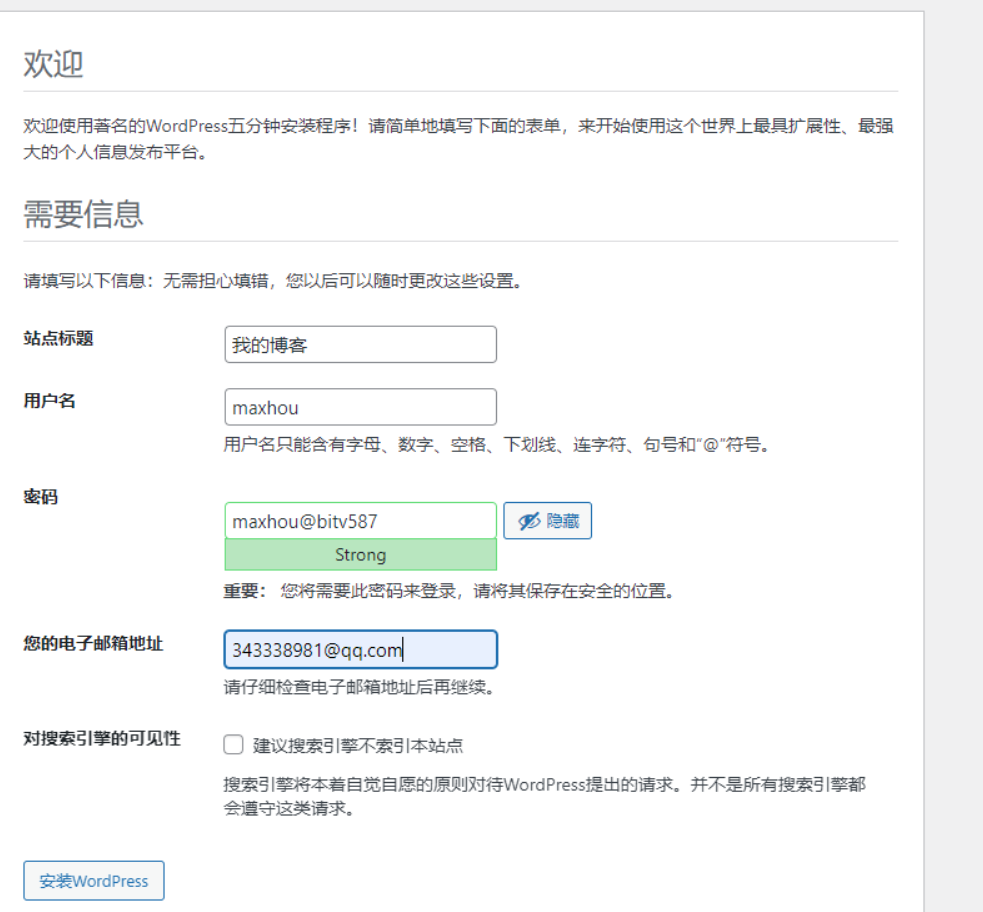 欢迎
欢迎使用著名的WordPress五分钟安装程序！请简单地填写下面的表单，来开始使用这个世界上最具扩展性、最强
大的个人信息发布平台。
需要信息
请填写以下信息：无需担心填错，您以后可以随时更改这些设置。
站点标题
我的博客
用户名
maxhou
用户名只能含有字母、数字、空格、下划线、连字符、句号和“@”符号。
密码
maxhou@bitv587
隐藏
Strong
重要： 您将需要此密码来登录，请将其保存在安全的位置。
您的电子邮箱地址
343338981@qq.com
请仔细检查电子邮箱地址后再继续。
对搜索引擎的可见性
建议搜索引擎不索引本站点
搜索引擎将本着自觉自愿的原则对待WordPress提出的请求。并不是所有搜索引擎都
会遵守这类请求。
安装WordPress